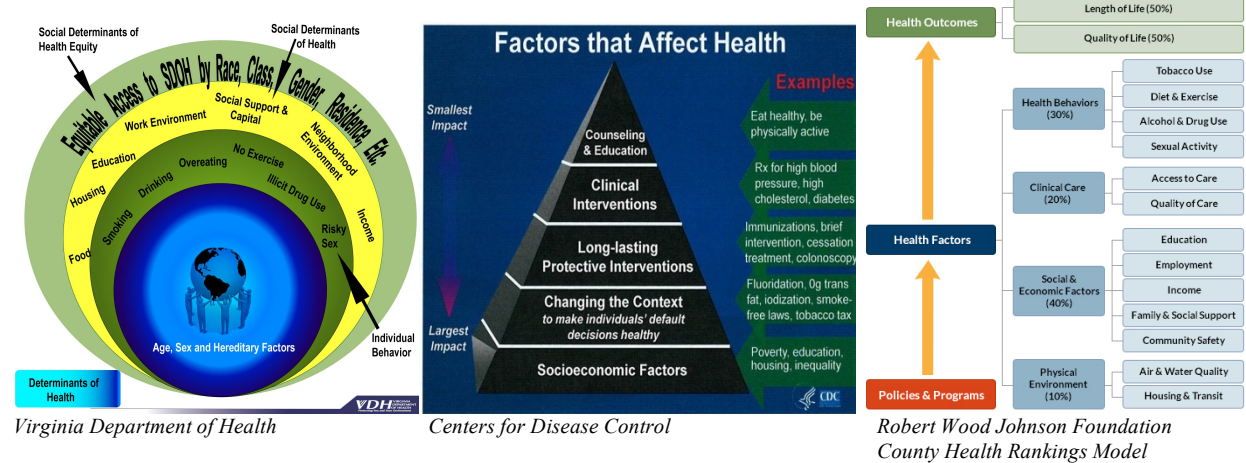 Social Determinants of
Health Equity
Social Determinants
of Health
Equitable Access to SDOH by Race, Class, Gender, Residence, Etc.
Work Environment
Social Support &
Capital
Neighborhood
Environment
Education
Housing
Food
Income
Overeating
No Exercise
Drinking
Illicit Drug Use
Smoking
Risky
Sex
Age, Sex and Hereditary Factors
Individual
Behavior
Determinants of
Health
VDH VIRGINIA
DEPARTMENT
OF HEALTH
Virginia Department of Health
Factors that Affect Health
Examples
Smallest
Impact
Largest
Impact
Counseling
& Education
Eat healthy, be
physically active
Clinical
Interventions
Rx for high blood
pressure, high
cholesterol, diabetes
Long-lasting
Protective Interventions
Immunizations, brief
intervention, cessation
treatment, colonoscopy
Changing the Context
to make individuals' default
decisions healthy
Fluoridation, 0g trans
fat, iodization, smoke-
free laws, tobacco tax
Socioeconomic Factors
Poverty, education,
housing, inequality
CDC
Centers for Disease Control
Health Outcomes
Length of Life (50%)
Quality of Life (50%)
Health Factors
Health Behaviors
(30%)
Tobacco Use
Diet & Exercise
Alcohol & Drug Use
Sexual Activity
Clinical Care
(20%)
Access to Care
Quality of Care
Social &
Economic Factors
(40%)
Education
Employment
Income
Family & Social Support
Community Safety
Physical
Environment
(10%)
Air & Water Quality
Housing & Transit
Policies & Programs
Robert Wood Johnson Foundation
County Health Rankings Model